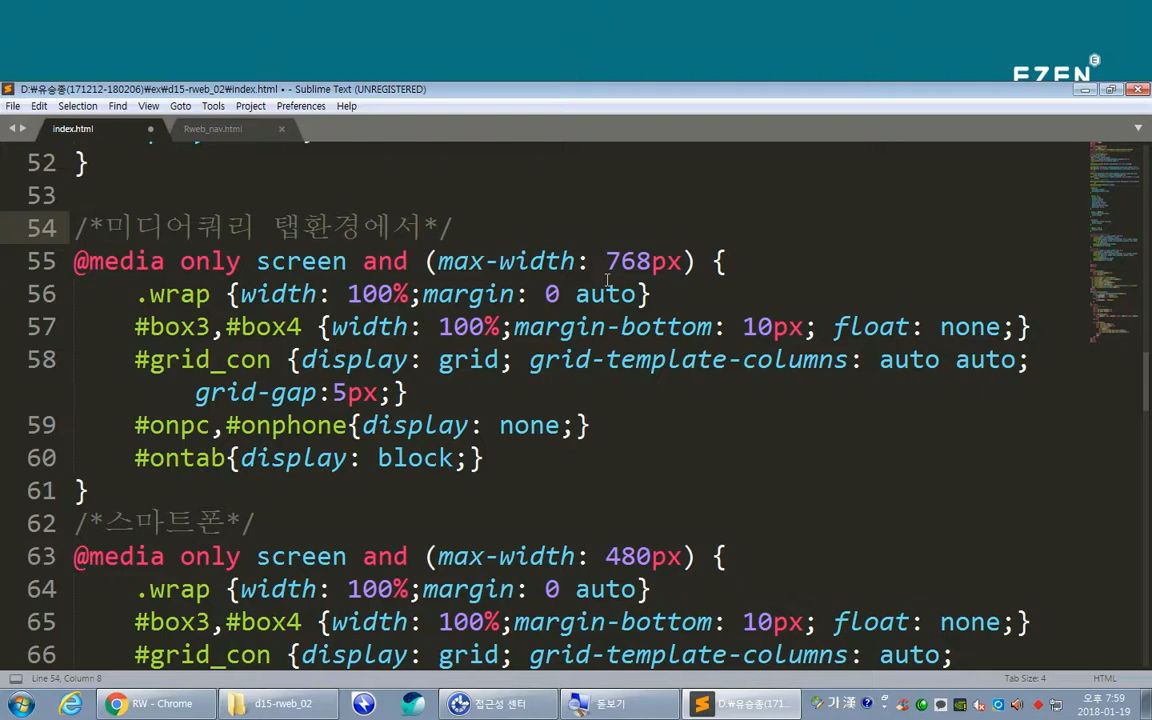 EZEN
E
D:₩유승종(171212-180206)₩ex₩d15-rweb_02₩index.html • - Sublime Text (UNREGISTERED)
File Edit Selection Find View Goto Tools Project Preferences Help
index.html Rweb_nav.html
52 }
53
54 /*미디어쿼리 탭환경에서*/
55 @media only screen and (max-width: 768px) {
56 .wrap {width: 100%;margin: 0 auto}
57 #box3,#box4 {width: 100%;margin-bottom: 10px; float: none;}
58 #grid_con {display: grid; grid-template-columns: auto auto;
grid-gap:5px;}
59 #onpc,#onphone{display: none;}
60 #ontab{display: block;}
61 }
62 /*스마트폰*/
63 @media only screen and (max-width: 480px) {
64 .wrap {width: 100%;margin: 0 auto}
65 #box3,#box4 {width: 100%;margin-bottom: 10px; float: none;}
66 #grid_con {display: grid; grid-template-columns: auto;
Line 54, Column 8 Tab Size: 4 HTML
RW - Chrome d15-rweb_02 접근성 센터 돋보기 D:₩유승종(171... 가 漢 오후 7:59
2018-01-19